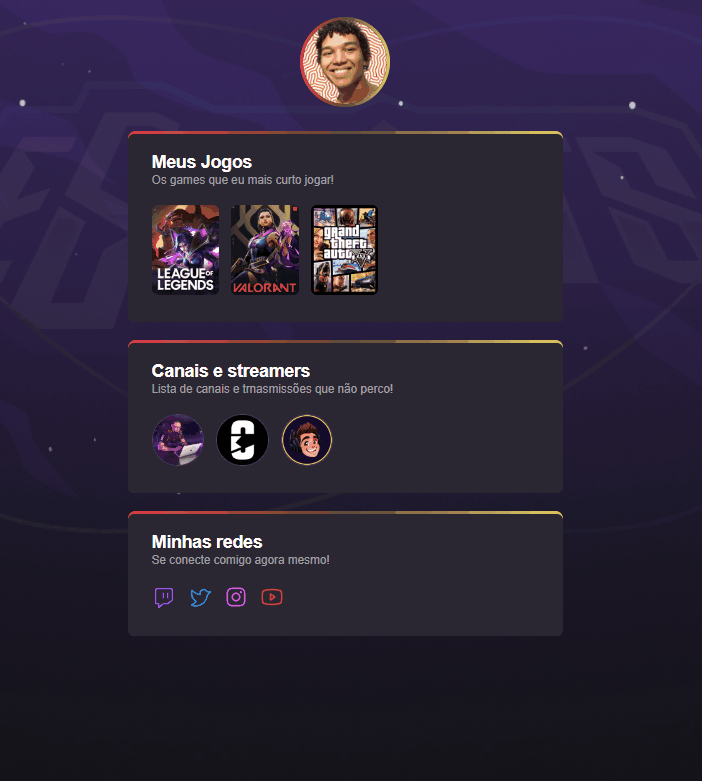 Meus Jogos
Os games que eu mais curto jogar!
LEAGUE OF
LEGENDS
VALORANT
grand
theft
auto
V
Canais e streamers
Lista de canais e trnasmissões que não perco!
Minhas redes
Se conecte comigo agora mesmo!